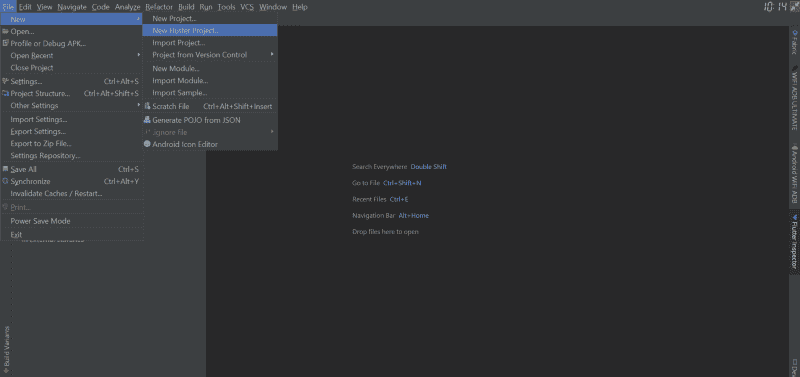 File Edit View Navigate Code Analyze Refactor Build Run Tools VCS Window Help
10:14
New
Open...
Profile or Debug APK...
Open Recent
Close Project
Settings... Ctrl+Alt+S
Project Structure... Ctrl+Alt+Shift+S
Other Settings
Import Settings...
Export Settings...
Export to Zip File...
Settings Repository...
Save All Ctrl+S
Synchronize Ctrl+Alt+Y
Invalidate Caches / Restart...
Print...
Power Save Mode
Exit
New Project...
New Flutter Project...
Import Project...
Project from Version Control
New Module...
Import Module...
Import Sample...
Scratch File Ctrl+Alt+Shift+Insert
Generate POJO from JSON
.ignore file
Android Icon Editor
Search Everywhere Double Shift
Go to File Ctrl+Shift+N
Recent Files Ctrl+E
Navigation Bar Alt+Home
Drop files here to open
Fabric
WIFI ADB ULTIMATE
Android WiFi ADB
Flutter Inspector
Build Variants